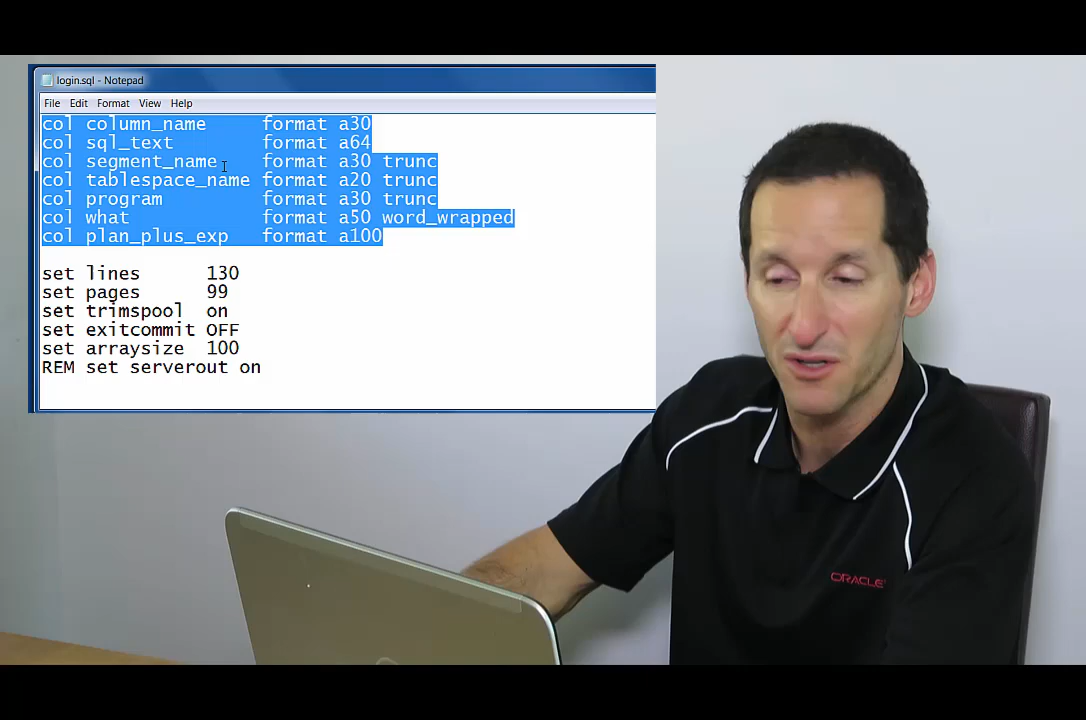 login.sql - Notepad
File Edit Format View Help
col column_name format a30
col sql_text format a64
col segment_name format a30 trunc
col tablespace_name format a20 trunc
col program format a30 trunc
col what format a50 word_wrapped
col plan_plus_exp format a100
set lines 130
set pages 99
set trimspool on
set exitcommit OFF
set arraysize 100
REM set serverout on
ORACLE